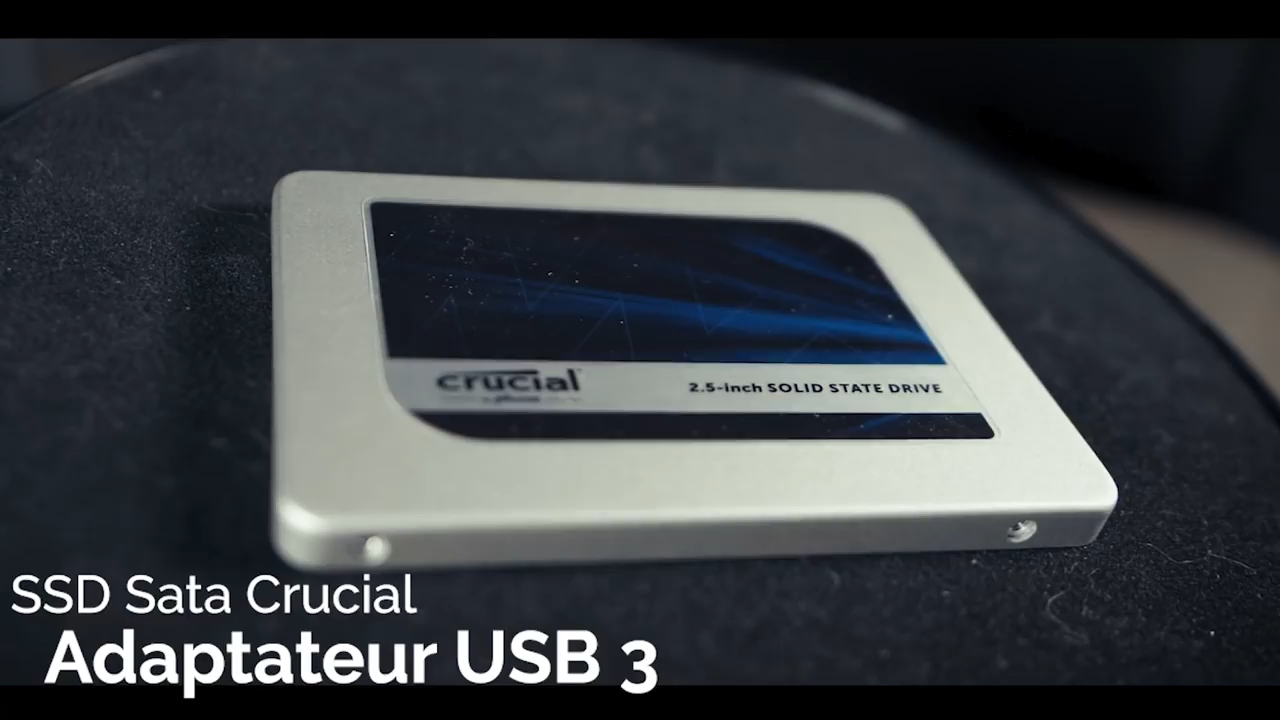 crucial
2.5-inch SOLID STATE DRIVE
SSD Sata Crucial
Adaptateur USB 3